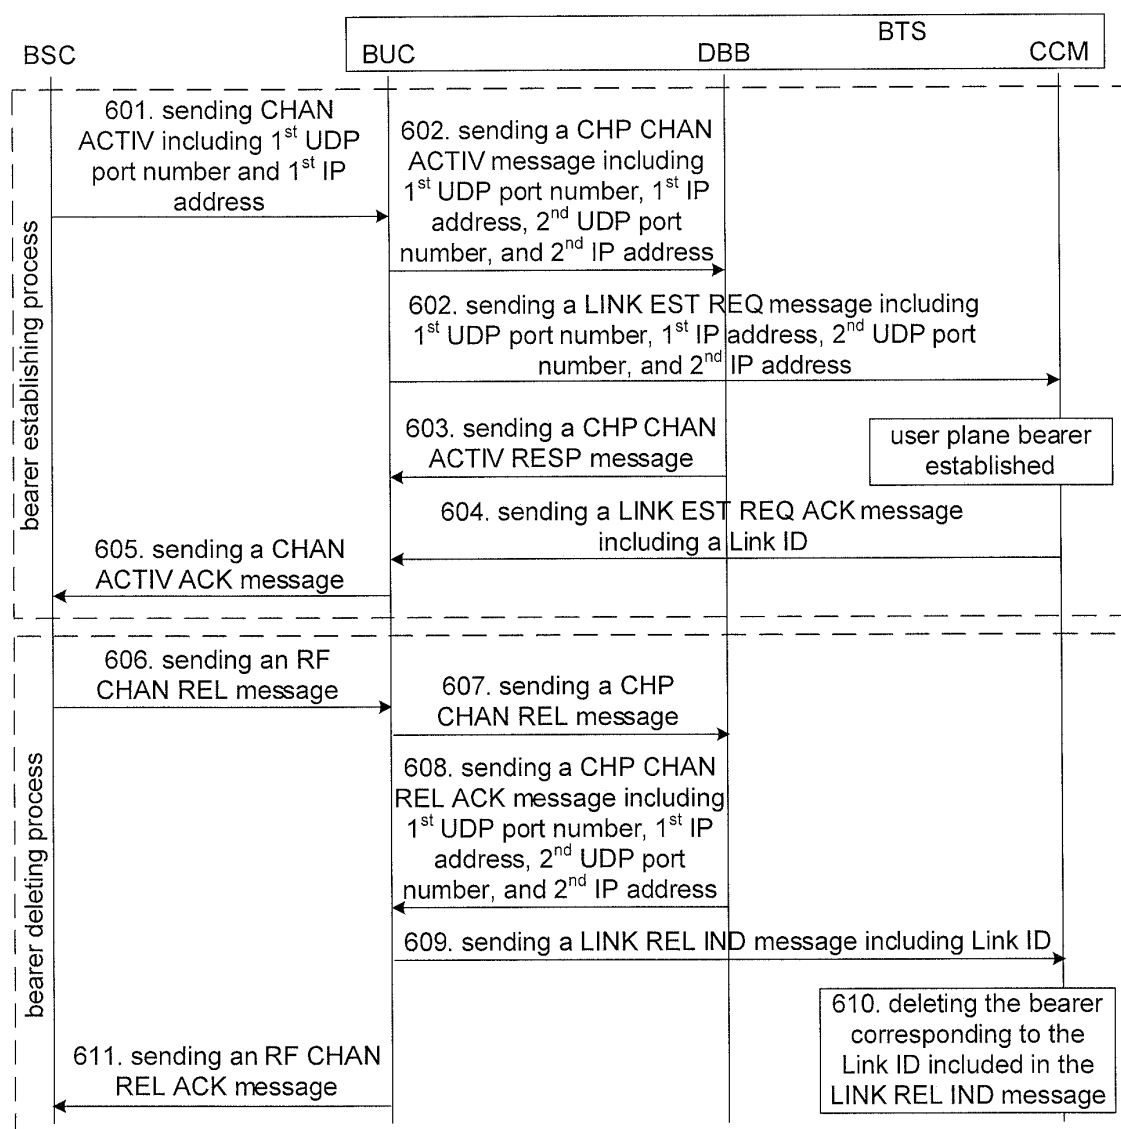 BTS
BSC
BUC
DBB
CCM
bearer establishing process
601. sending CHAN
ACTIV including 1st UDP
port number and 1st IP
address
602. sending a CHP CHAN
ACTIV message including
1st UDP port number, 1st IP
address, 2nd UDP port
number, and 2nd IP address
602. sending a LINK EST REQ message including
1st UDP port number, 1st IP address, 2nd UDP port
number, and 2nd IP address
603. sending a CHP CHAN
ACTIV RESP message
user plane bearer
established
604. sending a LINK EST REQ ACK message
including a Link ID
605. sending a CHAN
ACTIV ACK message
bearer deleting process
606. sending an RF
CHAN REL message
607. sending a CHP
CHAN REL message
608. sending a CHP CHAN
REL ACK message including
1st UDP port number, 1st IP
address, 2nd UDP port
number, and 2nd IP address
609. sending a LINK REL IND message including Link ID
610. deleting the bearer
corresponding to the
Link ID included in the
LINK REL IND message
611. sending an RF CHAN
REL ACK message